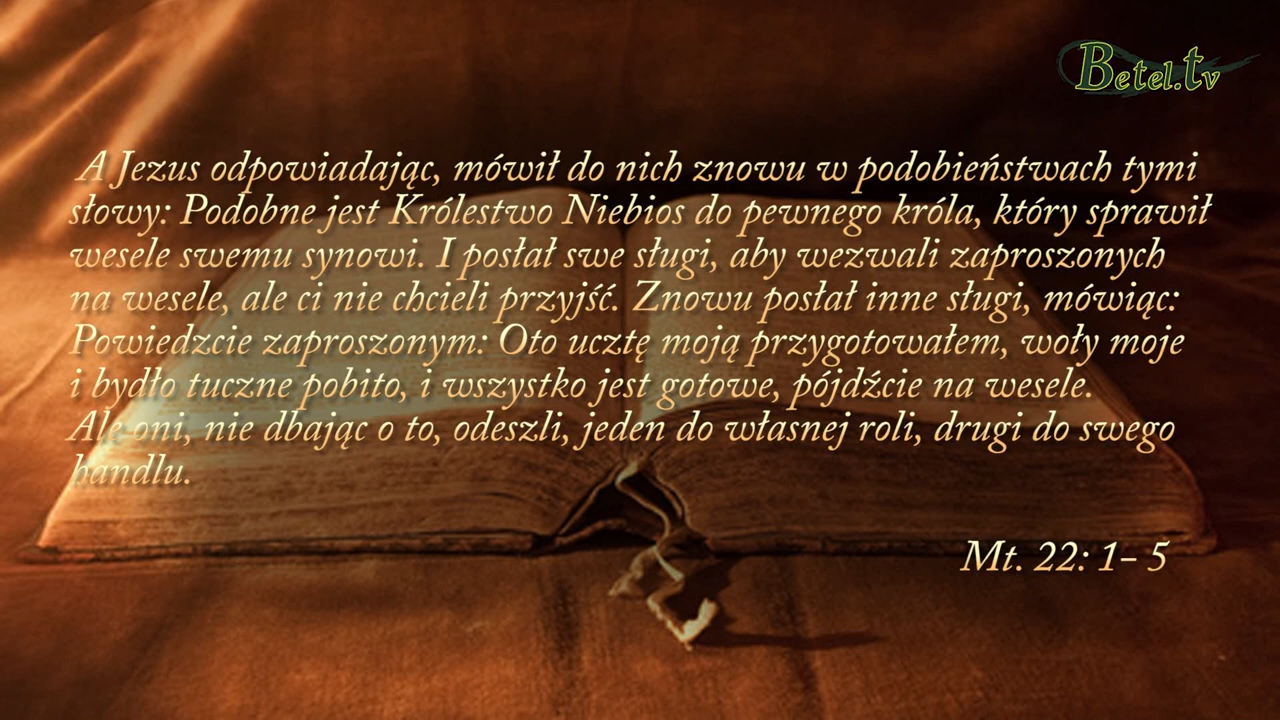 Betel.tv
A Jezus odpowiadając, mówił do nich znowu w podobieństwach tymi
słowy: Podobne jest Królestwo Niebios do pewnego króla, który sprawił
wesele swemu synowi. I posłał swe sługi, aby wezwali zaproszonych
na wesele, ale ci nie chcieli przyjść. Znowu posłał inne sługi, mówiąc:
Powiedzcie zaproszonym: Oto ucztę moją przygotowałem, woły moje
i bydło tuczne pobito, i wszystko jest gotowe, pójdźcie na wesele.
Ale oni, nie dbając o to, odeszli, jeden do własnej roli, drugi do swego
handlu.
Mt. 22: 1– 5